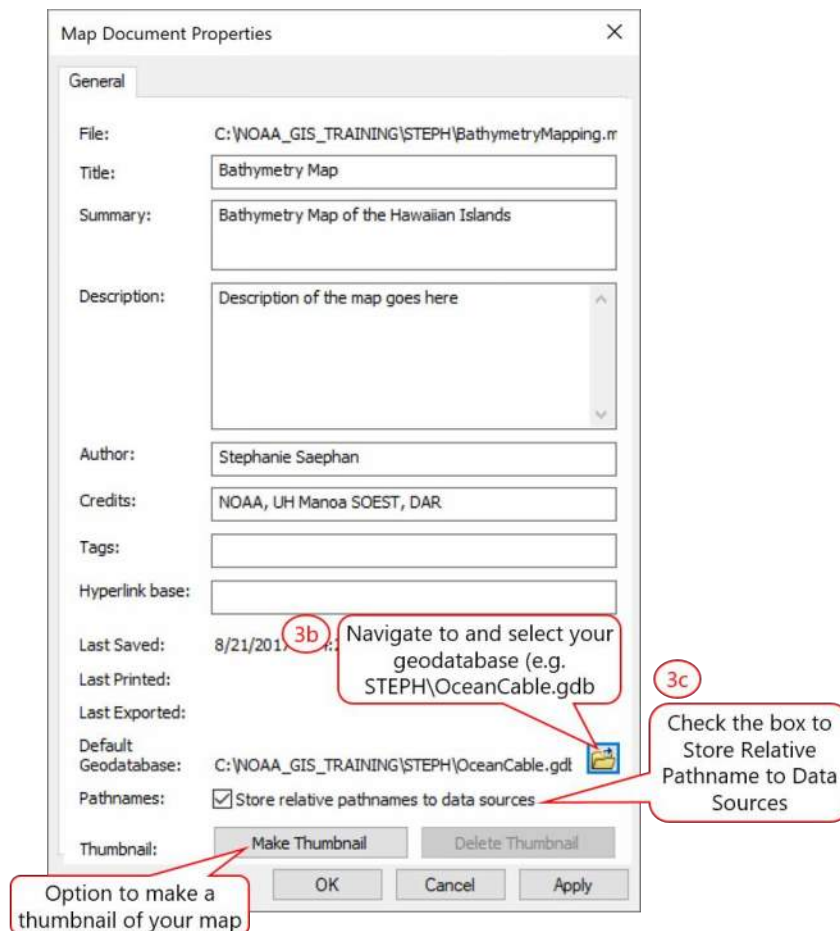 Map Document Properties
General
File: C:\NOAA_GIS_TRAINING\STEPH\BathymetryMapping.m
Title: Bathymetry Map
Summary: Bathymetry Map of the Hawaiian Islands
Description: Description of the map goes here
Author: Stephanie Saephan
Credits: NOAA, UH Manoa SOEST, DAR
Tags:
Hyperlink base:
Last Saved: 8/21/201
3b
Navigate to and select your
geodatabase (e.g.
STEPH\OceanCable.gdb
Last Printed:
Last Exported:
3c
Check the box to
Store Relative
Pathname to Data
Sources
Default
Geodatabase: C:\NOAA_GIS_TRAINING\STEPH\OceanCable.gdb
Pathnames: Store relative pathnames to data sources
Thumbnail: Make Thumbnail Delete Thumbnail
Option to make a
thumbnail of your map
OK Cancel Apply